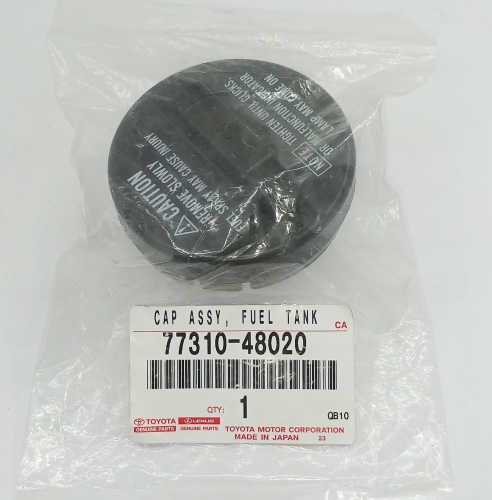 NOTE TIGHTEN UNTIL CLICKS.
OR MALFUNCTION INDICATOR
LAMP MAY COME ON
CAUTION
REMOVE SLOWLY
FUEL SPRAY MAY CAUSE INJURY
CAP ASSY, FUEL TANK
CA
77310-48020
QTY: 1
QB10
TOYOTA LEXUS TOYOTA MOTOR CORPORATION
GENUINE PARTS GENUINE PARTS MADE IN JAPAN 23